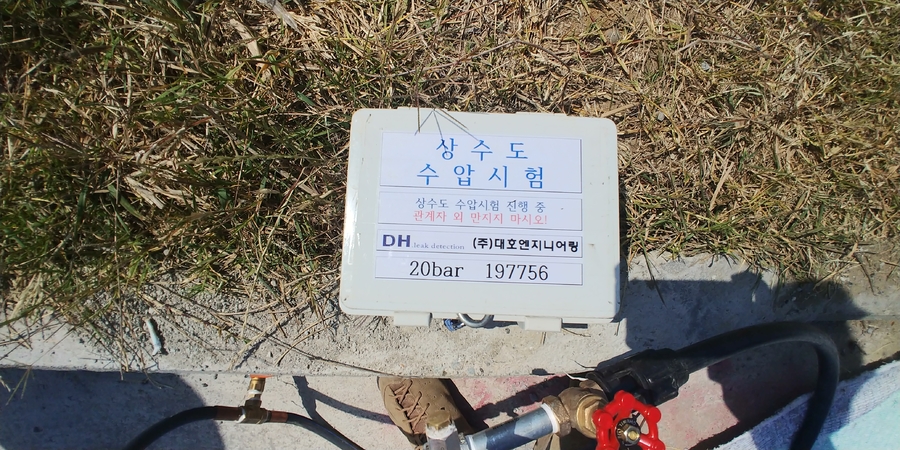 상수도
수압시험
상수도 수압시험 진행 중
관계자 외 만지지 마시오!
DH leak detection (주)대호엔지니어링
20bar 197756